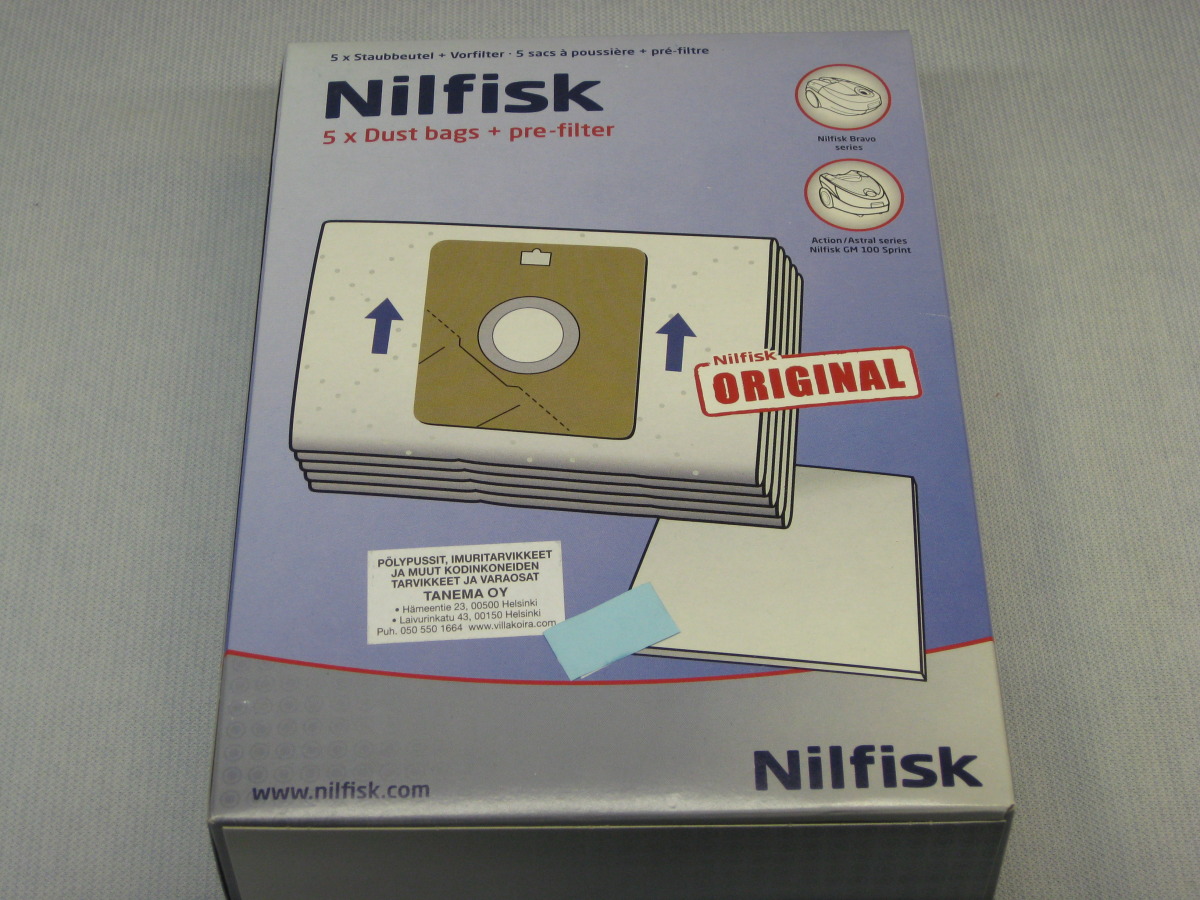 5 x Staubbeutel + Vorfilter · 5 sacs à poussière + pré-filtre
Nilfisk
5 x Dust bags + pre-filter
Nilfisk Bravo
series
Action/Astral series
Nilfisk GM 100 Sprint
Nilfisk
ORIGINAL
PÖLYPUSSIT, IMURITARVIKKEET
JA MUUT KODINKONEIDEN
TARVIKKEET JA VARAOSAT
TANEMA OY
• Hämeentie 23, 00500 Helsinki
• Laivurinkatu 43, 00150 Helsinki
Puh. 050 550 1664 www.villakoira.com
Nilfisk
www.nilfisk.com